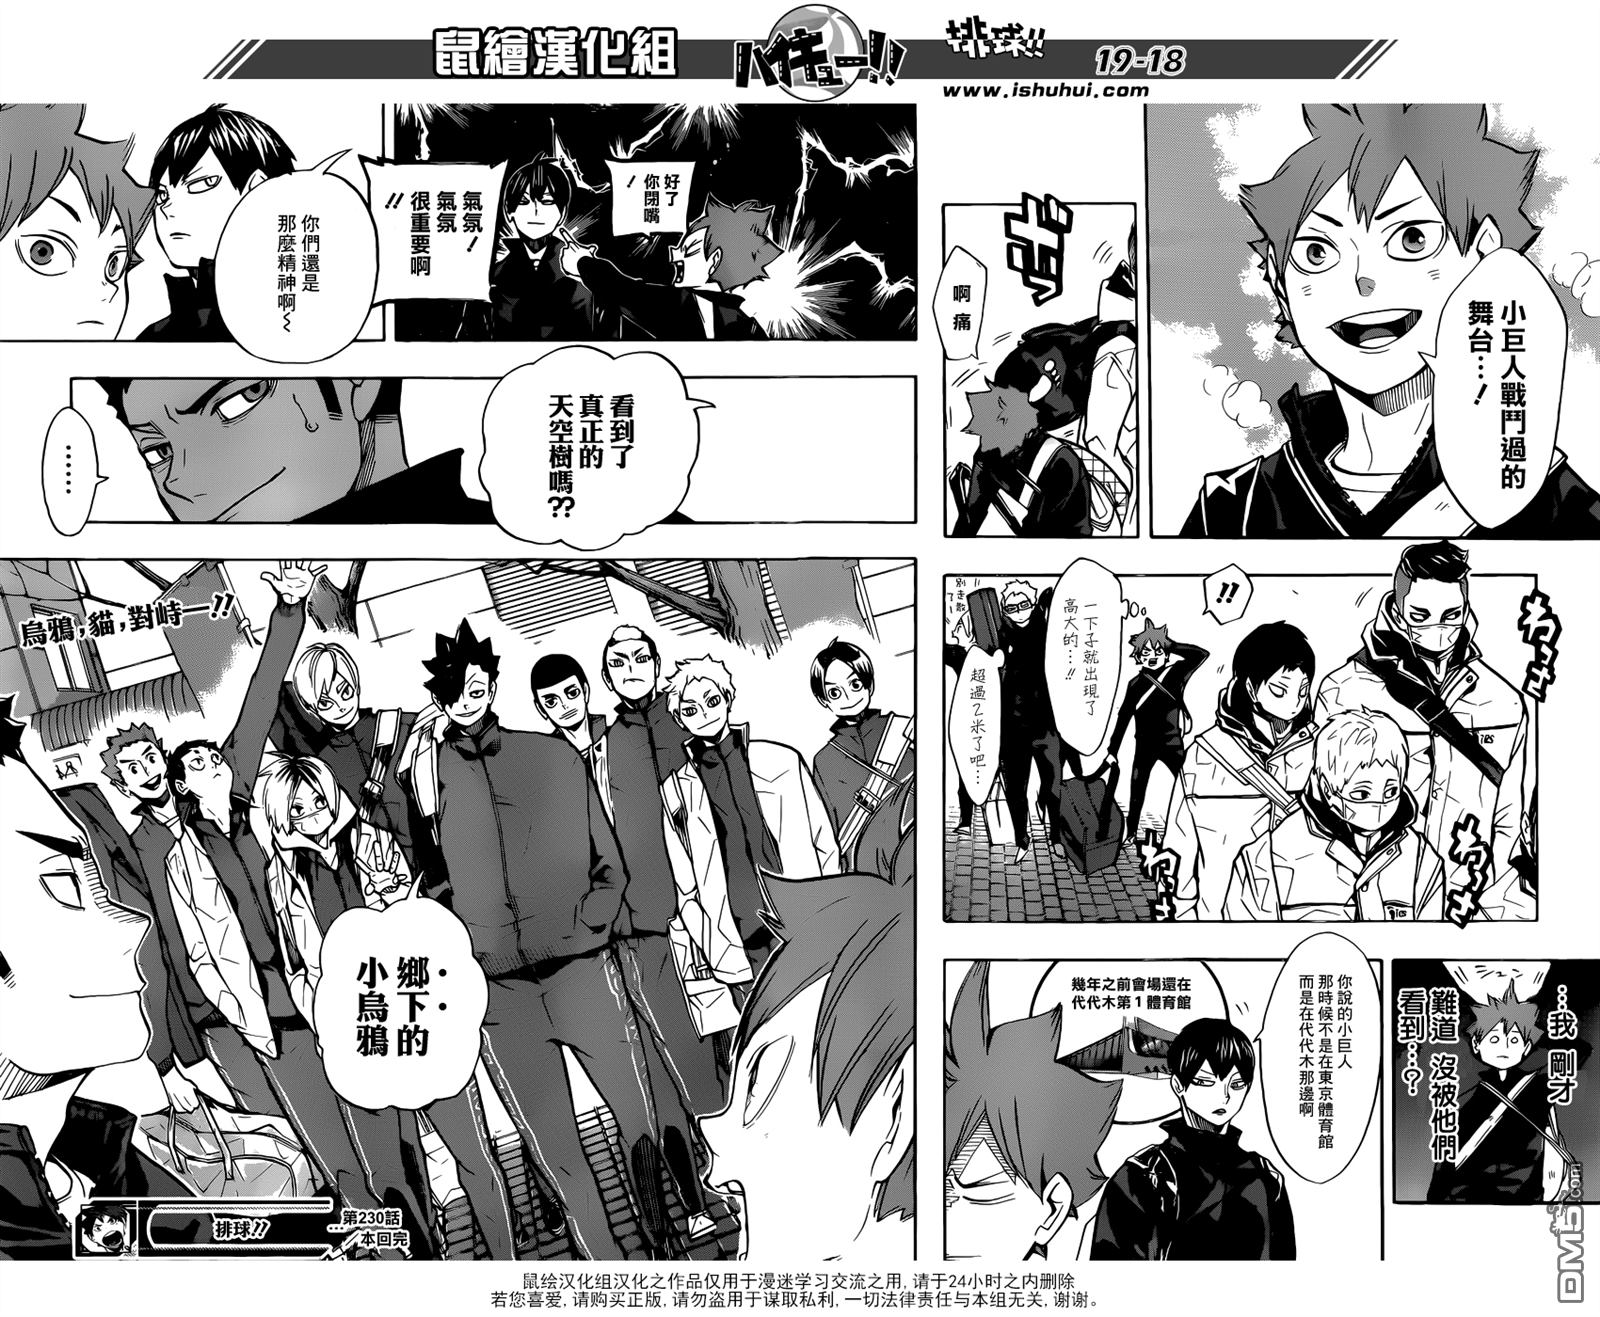 鼠繪漢化組
ハイキュー!!
排球!!
19-18
www.ishuhui.com
小巨人戰鬥過的
舞台…!
ドカッ
啊
痛
!!
一下子就出現了
高大的…!!
超過2米了吧…
わっさ
わっさ
…我 剛才
難道 沒被他們
看到…?
你說的小巨人
那時候不是在東京體育館
而是在代代木那邊啊
幾年之前會場還在
代代木第1體育館
好了
你閉嘴
!
氣氛!
氣氛
很重要啊
!!
你們還是
那麼精神啊~
看到了
真正的
天空樹嗎??
……
烏鴉,貓,對峙—!!
鄉下的
小烏鴉
排球!!
第230話
…/本回完
鼠绘汉化组汉化之作品仅用于漫迷学习交流之用,请于24小时之内删除
若您喜爱,请购买正版,请勿盗用于谋取私利,一切法律责任与本组无关,谢谢。
DM5.com